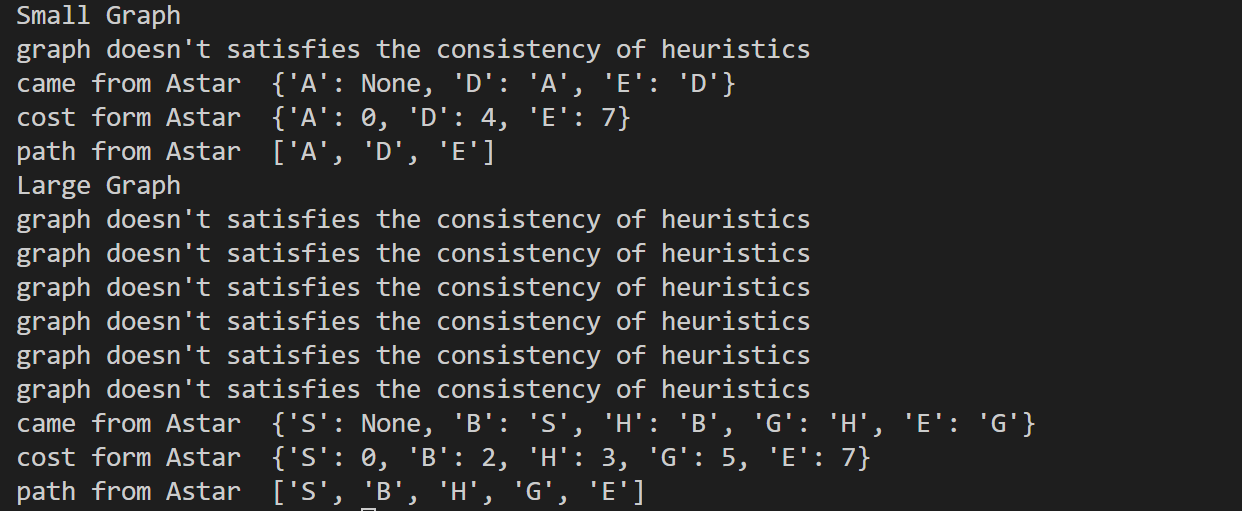 Small Graph
graph doesn't satisfies the consistency of heuristics
came from Astar  {'A': None, 'D': 'A', 'E': 'D'}
cost form Astar  {'A': 0, 'D': 4, 'E': 7}
path from Astar  ['A', 'D', 'E']
Large Graph
graph doesn't satisfies the consistency of heuristics
graph doesn't satisfies the consistency of heuristics
graph doesn't satisfies the consistency of heuristics
graph doesn't satisfies the consistency of heuristics
graph doesn't satisfies the consistency of heuristics
graph doesn't satisfies the consistency of heuristics
came from Astar  {'S': None, 'B': 'S', 'H': 'B', 'G': 'H', 'E': 'G'}
cost form Astar  {'S': 0, 'B': 2, 'H': 3, 'G': 5, 'E': 7}
path from Astar  ['S', 'B', 'H', 'G', 'E']